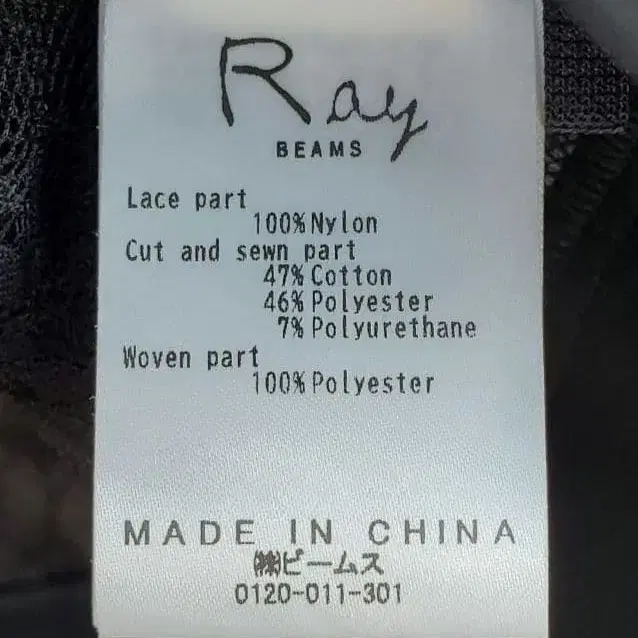 Ray
BEAMS
Lace part
100%Nylon
Cut and sewn part
47%Cotton
46%Polyester
7%Polyurethane
Woven part
100%Polyester
MADE IN CHINA
㈱ビームス
0120-011-301